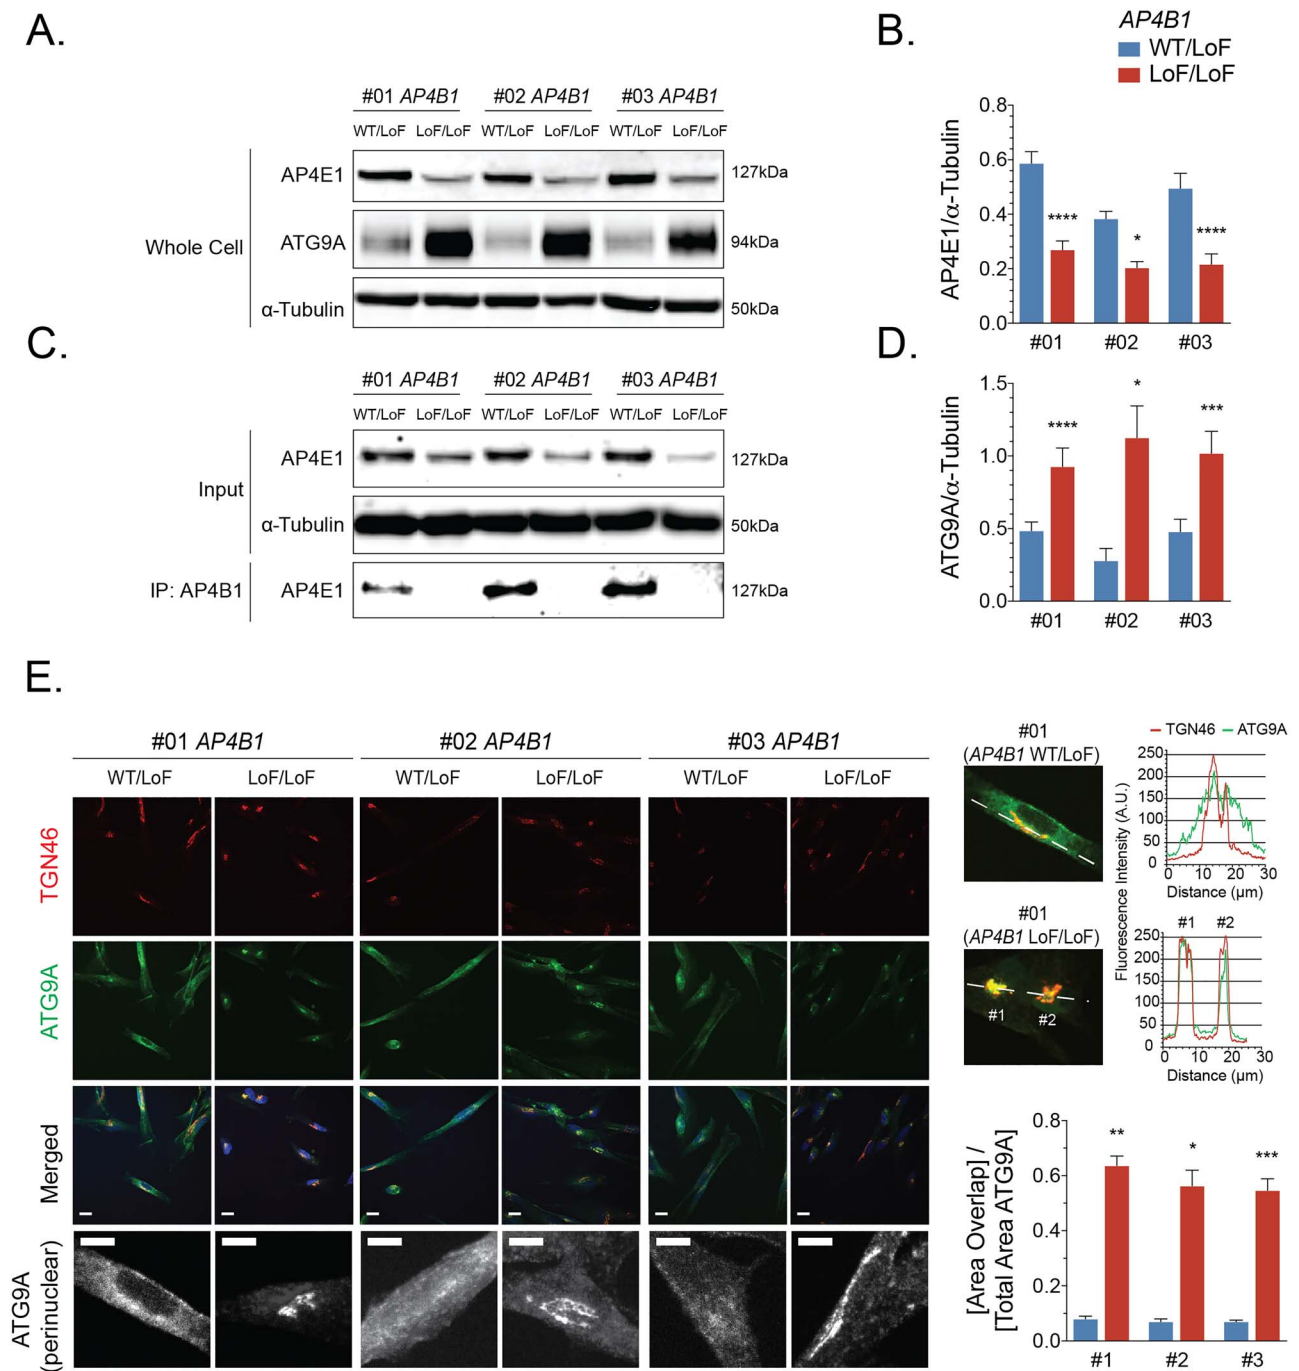 A.
#01 AP4B1 #02 AP4B1 #03 AP4B1
WT/LoF LoF/LoF WT/LoF LoF/LoF WT/LoF LoF/LoF
Whole Cell
AP4E1 127kDa
ATG9A 94kDa
α-Tubulin 50kDa
B.
AP4B1
WT/LoF
LoF/LoF
AP4E1/α-Tubulin
0.8
0.6
0.4
0.2
0.0
**** * ****
#01 #02 #03
C.
#01 AP4B1 #02 AP4B1 #03 AP4B1
WT/LoF LoF/LoF WT/LoF LoF/LoF WT/LoF LoF/LoF
Input
AP4E1 127kDa
α-Tubulin 50kDa
IP: AP4B1 AP4E1 127kDa
D.
ATG9A/α-Tubulin
1.5
1.0
0.5
0.0
**** * ***
#01 #02 #03
E.
#01 AP4B1 #02 AP4B1 #03 AP4B1
WT/LoF LoF/LoF WT/LoF LoF/LoF WT/LoF LoF/LoF
TGN46
ATG9A
Merged
ATG9A
(perinuclear)
#01
(AP4B1 WT/LoF)
TGN46 ATG9A
Fluorescence Intensity (A.U.)
250
200
150
100
50
0
0 10 20 30
Distance (µm)
#01
(AP4B1 LoF/LoF)
#1 #2
#1 #2
250
200
150
100
50
0
0 10 20 30
Distance (µm)
[Area Overlap] /
[Total Area ATG9A]
0.8
0.6
0.4
0.2
0.0
** * ***
#1 #2 #3